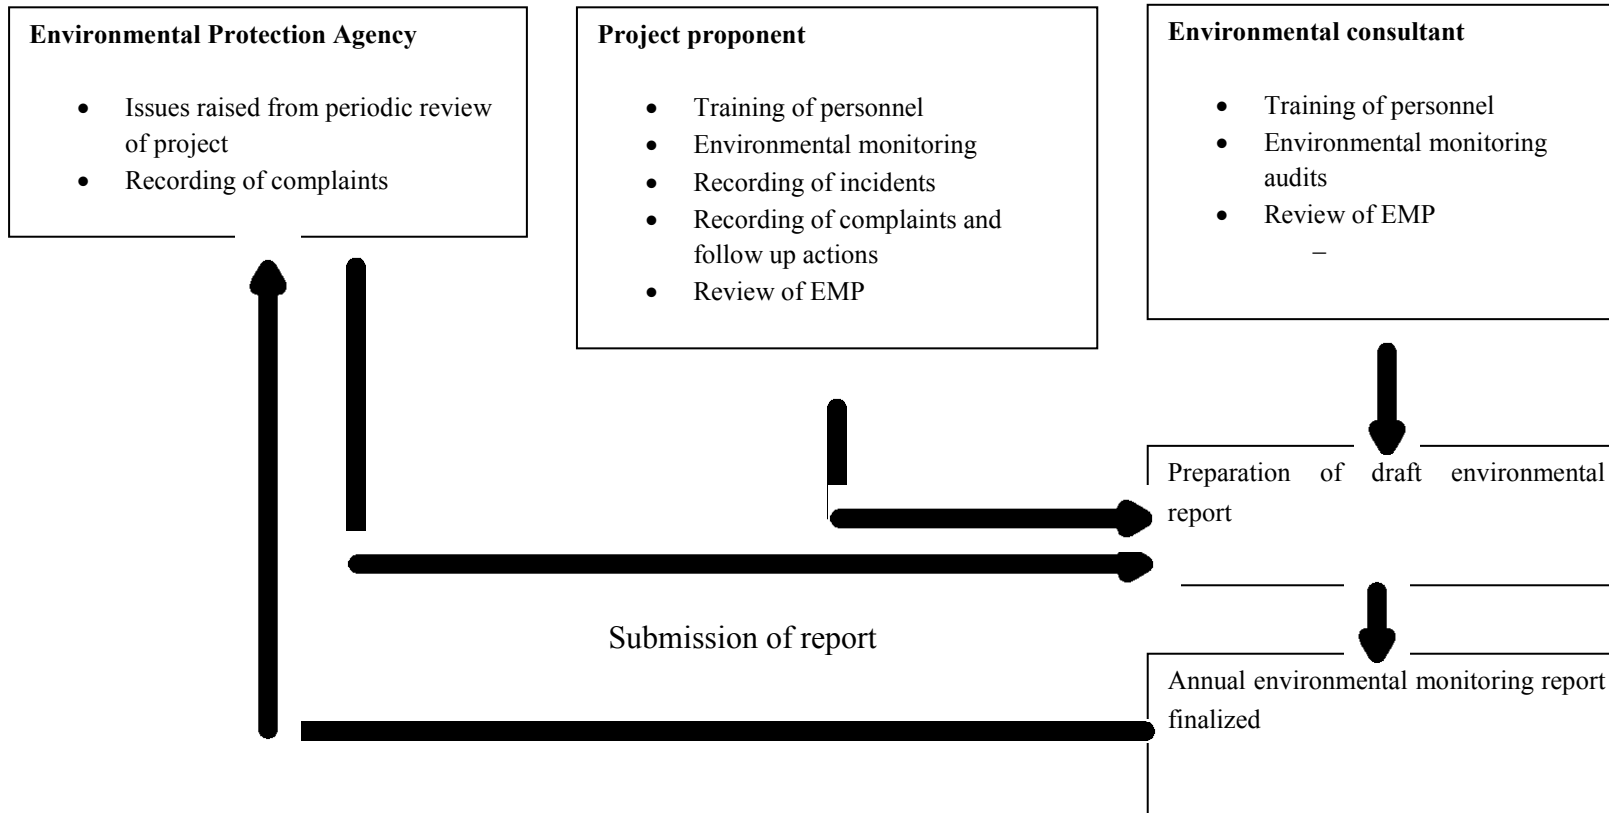 Environmental Protection Agency
• Issues raised from periodic review
of project
• Recording of complaints
Project proponent
• Training of personnel
• Environmental monitoring
• Recording of incidents
• Recording of complaints and
follow up actions
• Review of EMP
Environmental consultant
• Training of personnel
• Environmental monitoring
audits
• Review of EMP
–
Preparation of draft environmental
report
Submission of report
Annual environmental monitoring report
finalized